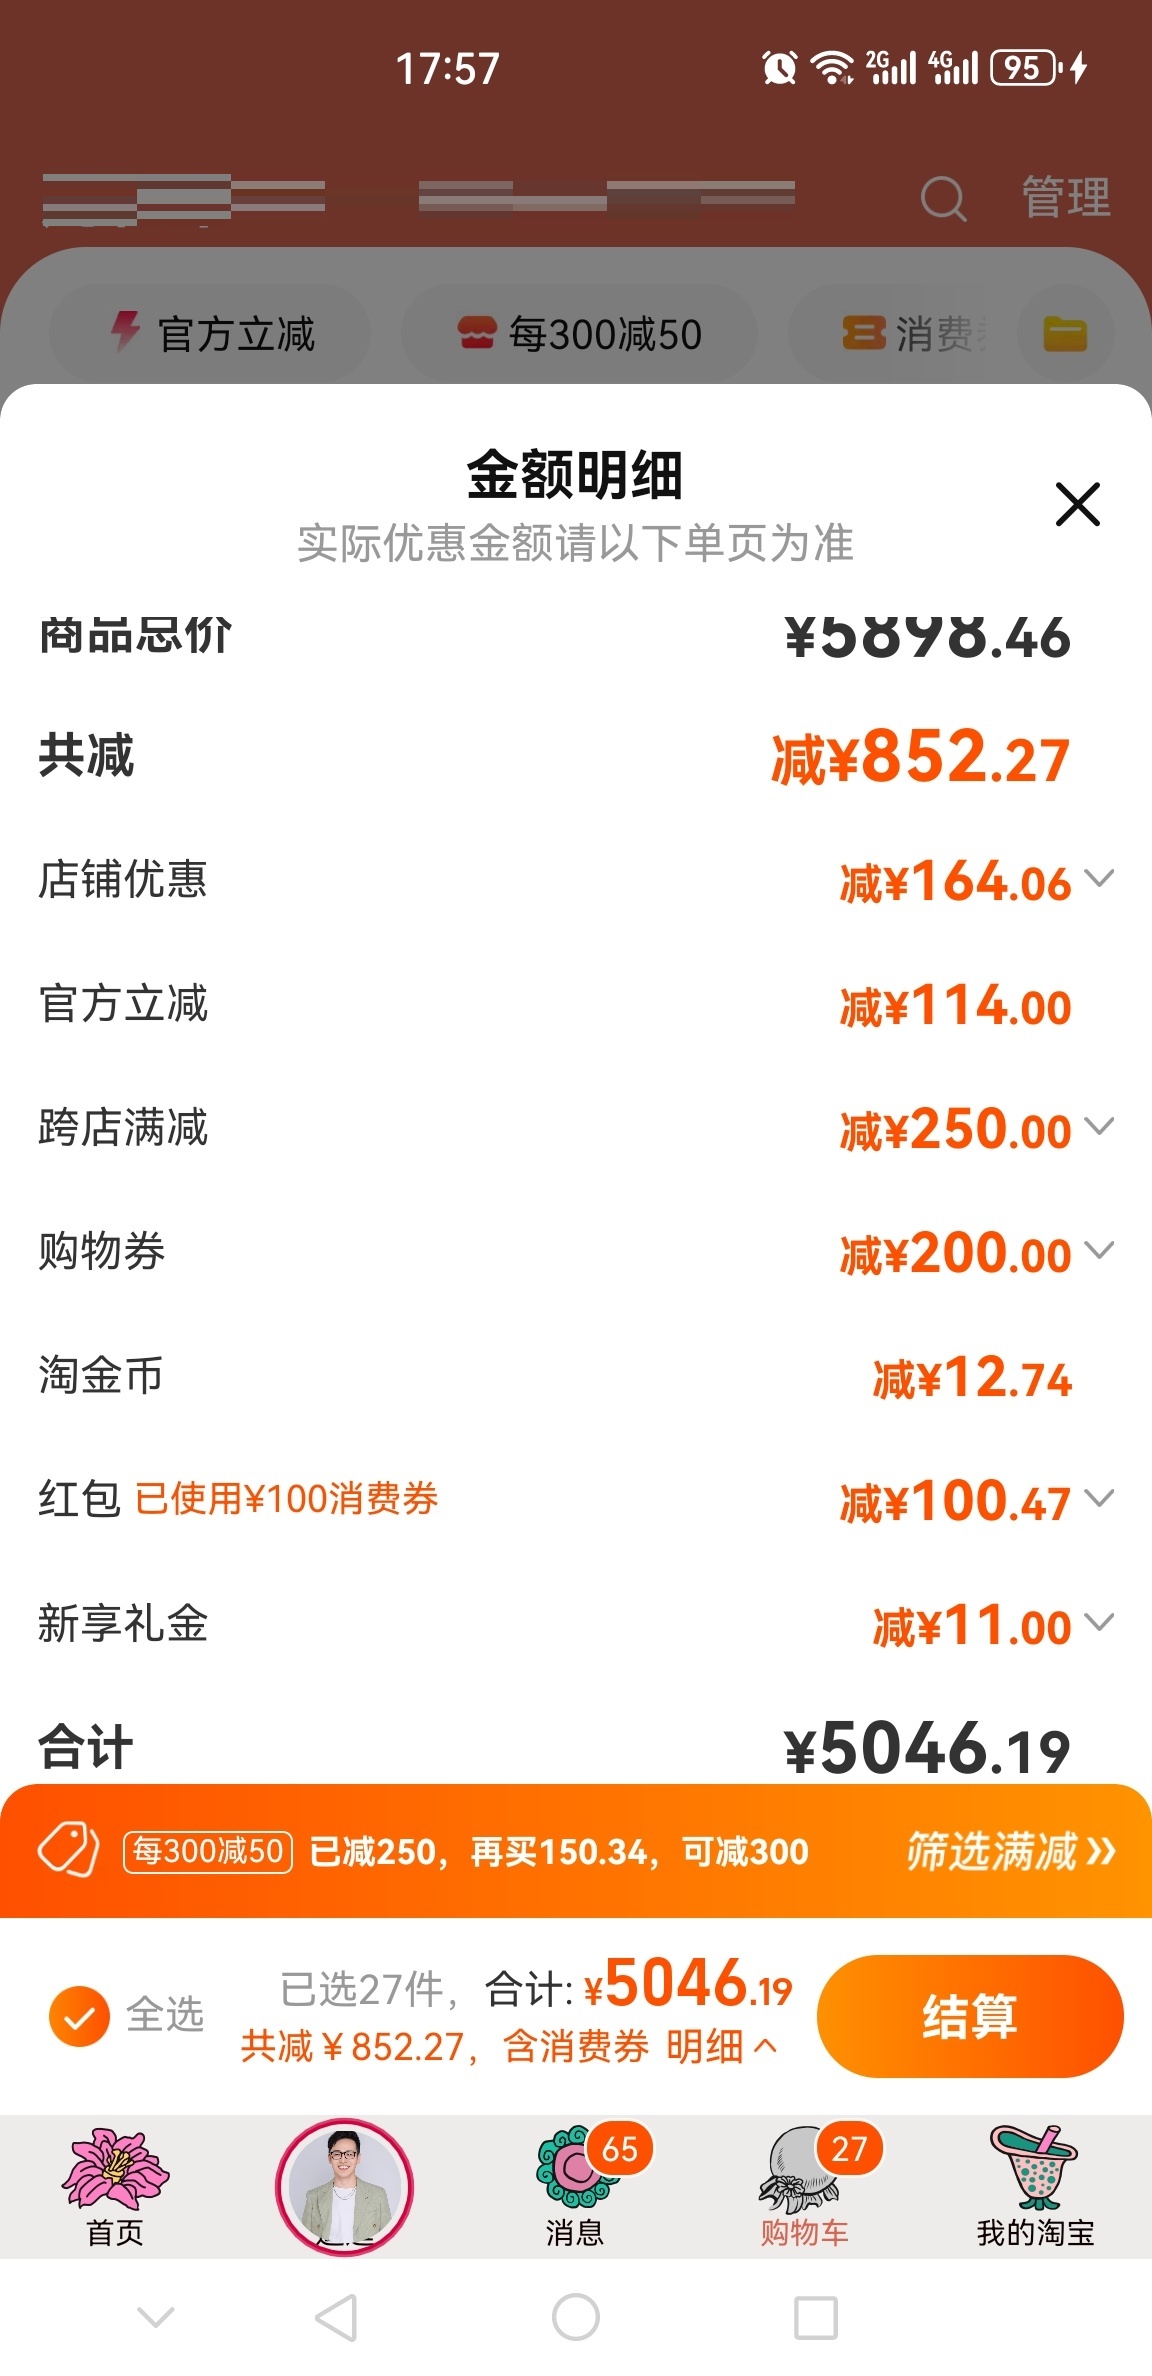 17:57
2G 4G 95
管理
官方立减 每300减50 消费
金额明细
实际优惠金额请以下单页为准
商品总价 ¥5898.46
共减 减¥852.27
店铺优惠 减¥164.06
官方立减 减¥114.00
跨店满减 减¥250.00
购物券 减¥200.00
淘金币 减¥12.74
红包 已使用¥100消费券 减¥100.47
新享礼金 减¥11.00
合计 ¥5046.19
每300减50 已减250，再买150.34，可减300 筛选满减
全选 已选27件，合计: ¥5046.19 结算
共减￥852.27，含消费券 明细
65 27
首页 消息 购物车 我的淘宝